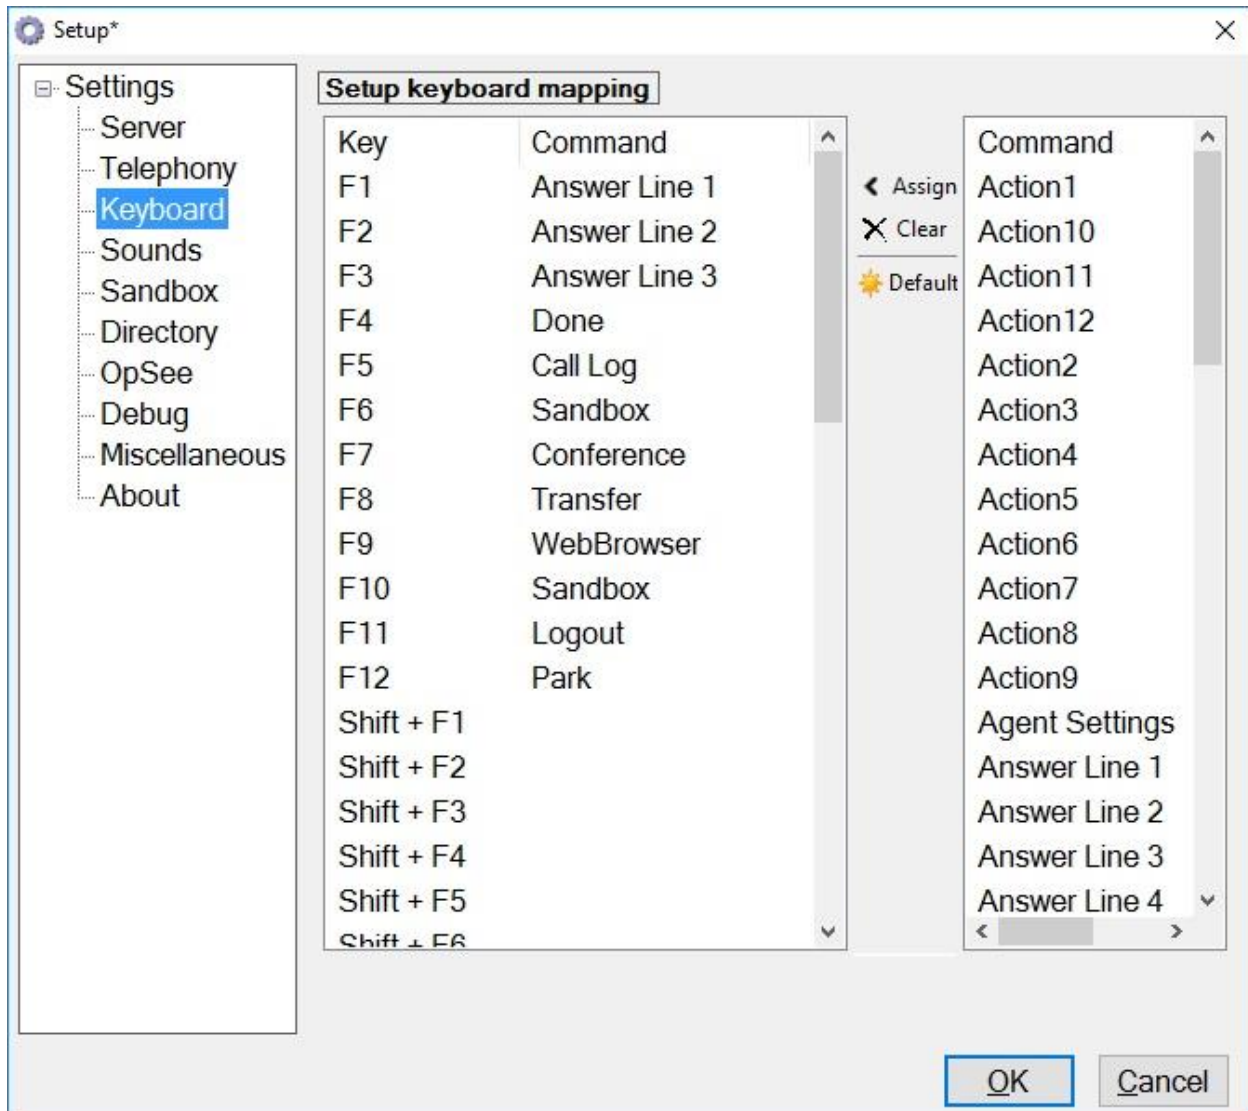 Setup*
Settings
Server
Telephony
Keyboard
Sounds
Sandbox
Directory
OpSee
Debug
Miscellaneous
About
Setup keyboard mapping
Key Command
F1 Answer Line 1
F2 Answer Line 2
F3 Answer Line 3
F4 Done
F5 Call Log
F6 Sandbox
F7 Conference
F8 Transfer
F9 WebBrowser
F10 Sandbox
F11 Logout
F12 Park
Shift + F1
Shift + F2
Shift + F3
Shift + F4
Shift + F5
Shift + F6
Assign
Clear
Default
Command
Action1
Action10
Action11
Action12
Action2
Action3
Action4
Action5
Action6
Action7
Action8
Action9
Agent Settings
Answer Line 1
Answer Line 2
Answer Line 3
Answer Line 4
OK Cancel